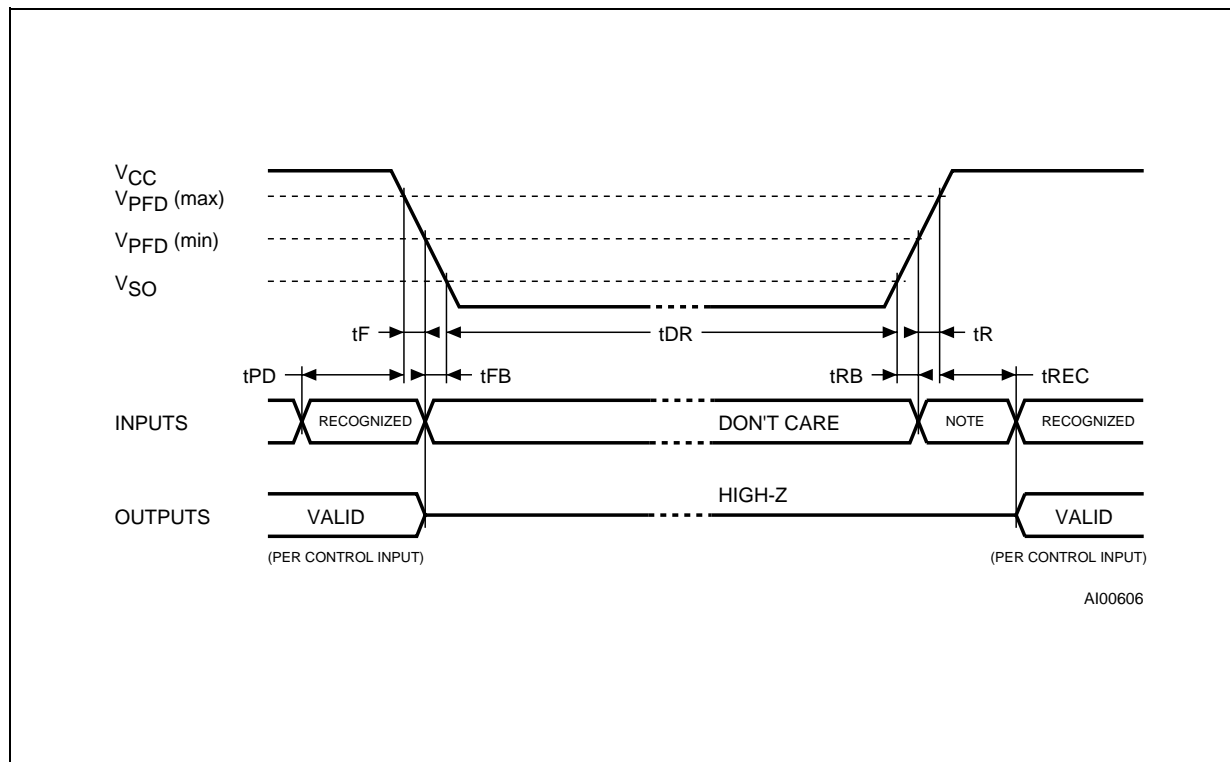 VCC
VPFD (max)
VPFD (min)
VSO
tF
tDR
tR
tPD
tFB
tRB
tREC
INPUTS
RECOGNIZED
DON'T CARE
NOTE
RECOGNIZED
HIGH-Z
OUTPUTS
VALID
VALID
(PER CONTROL INPUT)
(PER CONTROL INPUT)
AI00606